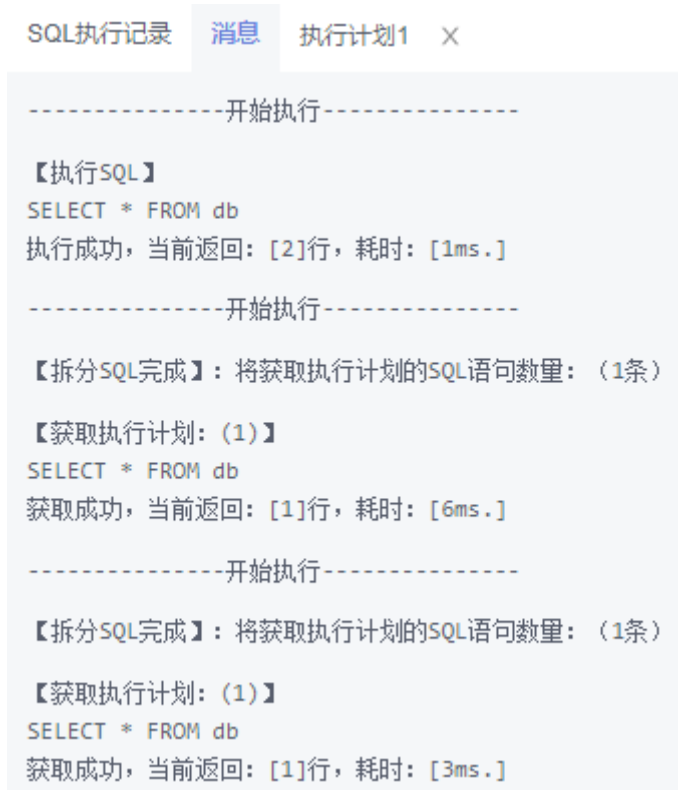 SQL执行记录 消息 执行计划1 ×
---------------开始执行---------------
【执行SQL】
SELECT * FROM db
执行成功，当前返回：[2]行，耗时：[1ms.]
---------------开始执行---------------
【拆分SQL完成】：将获取执行计划的SQL语句数量：（1条）
【获取执行计划：(1)】
SELECT * FROM db
获取成功，当前返回：[1]行，耗时：[6ms.]
---------------开始执行---------------
【拆分SQL完成】：将获取执行计划的SQL语句数量：（1条）
【获取执行计划：(1)】
SELECT * FROM db
获取成功，当前返回：[1]行，耗时：[3ms.]